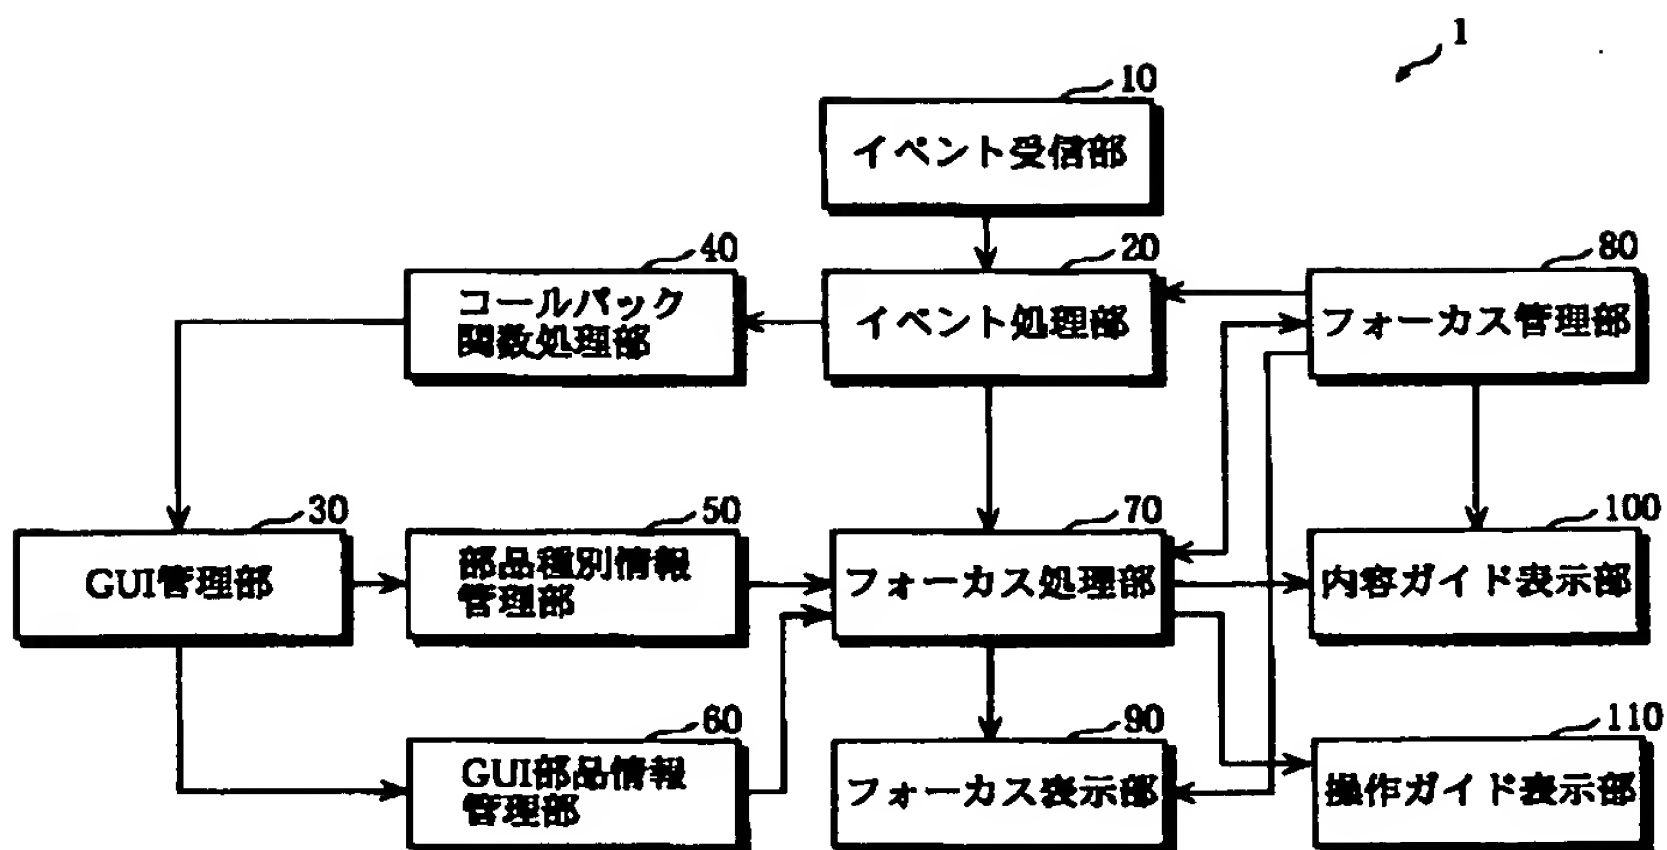 1
10
イベント受信部
40
コールバック
関数処理部
20
イベント処理部
80
フォーカス管理部
30
GUI管理部
50
部品種別情報
管理部
70
フォーカス処理部
100
内容ガイド表示部
60
GUI部品情報
管理部
90
フォーカス表示部
110
操作ガイド表示部